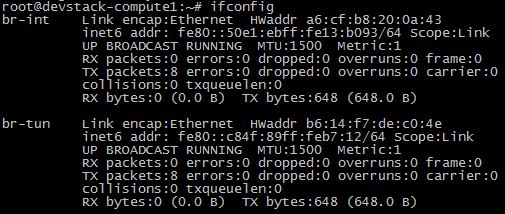 root@devstack-compute1:~# ifconfig
br-int    Link encap:Ethernet  HWaddr a6:cf:b8:20:0a:43
          inet6 addr: fe80::50e1:ebff:fe13:b093/64 Scope:Link
          UP BROADCAST RUNNING  MTU:1500  Metric:1
          RX packets:0 errors:0 dropped:0 overruns:0 frame:0
          TX packets:8 errors:0 dropped:0 overruns:0 carrier:0
          collisions:0 txqueuelen:0
          RX bytes:0 (0.0 B)  TX bytes:648 (648.0 B)

br-tun    Link encap:Ethernet  HWaddr b6:14:f7:de:c0:4e
          inet6 addr: fe80::c84f:89ff:feb7:12/64 Scope:Link
          UP BROADCAST RUNNING  MTU:1500  Metric:1
          RX packets:0 errors:0 dropped:0 overruns:0 frame:0
          TX packets:8 errors:0 dropped:0 overruns:0 carrier:0
          collisions:0 txqueuelen:0
          RX bytes:0 (0.0 B)  TX bytes:648 (648.0 B)